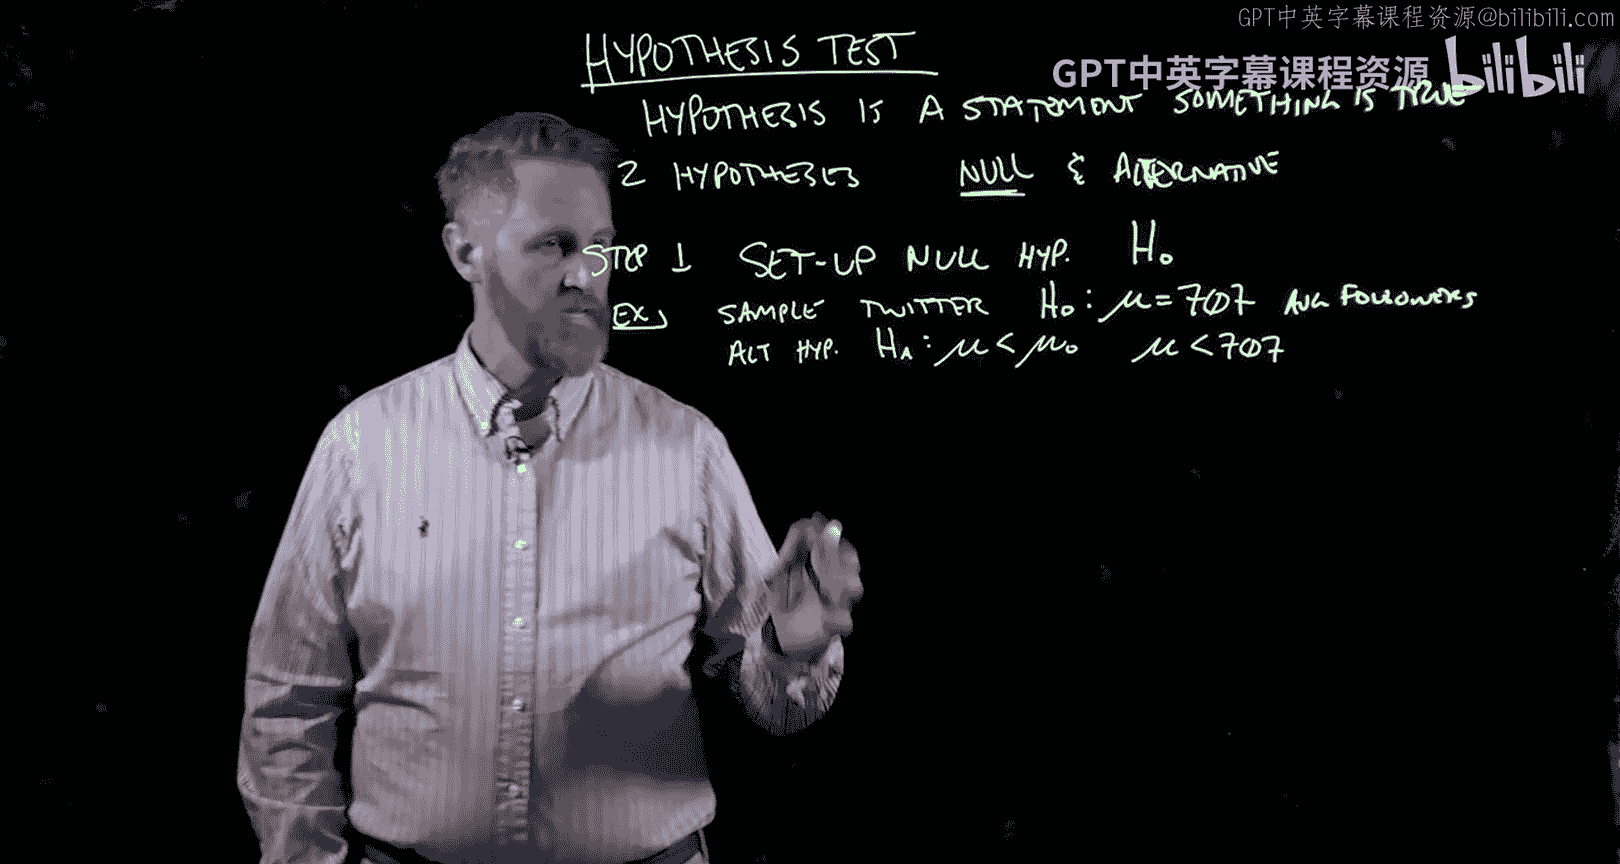 GPT中英字幕课程资源@bilibili.com
GPT中英字幕课程资源 bilibili
HYPOTHESIS TEST
HYPOTHESIS IS A STATEMENT SOMETHING IS TRUE
2 HYPOTHESES NULL & ALTERNATIVE
STEP 1 SET-UP NULL HYP. H₀
EX) SAMPLE TWITTER H₀: μ = 707 AVG FOLLOWERS
ALT HYP. Hₐ: μ < μ₀ μ < 707